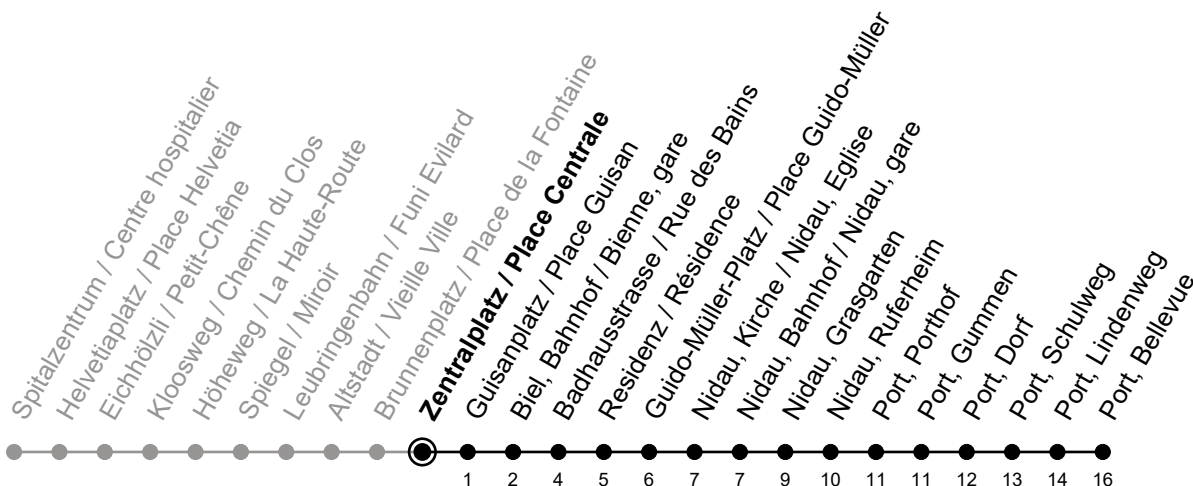 Spitalzentrum / Centre hospitalier
Helvetiaplatz / Place Helvetia
Eichhölzli / Petit-Chêne
Kloosweg / Chemin du Clos
Höheweg / La Haute-Route
Spiegel / Miroir
Leubringenbahn / Funi Evilard
Altstadt / Vieille Ville
Brunnenplatz / Place de la Fontaine
Zentralplatz / Place Centrale
Guisanplatz / Place Guisan
Biel, Bahnhof / Bienne, gare
Badhausstrasse / Rue des Bains
Residenz / Résidence
Guido-Müller-Platz / Place Guido-Müller
Nidau, Kirche / Nidau, Eglise
Nidau, Bahnhof / Nidau, gare
Nidau, Grasgarten
Nidau, Ruferheim
Port, Porthof
Port, Gummen
Port, Dorf
Port, Schulweg
Port, Lindenweg
Port, Bellevue
1 2 4 5 6 7 7 9 10 11 11 12 13 14 16